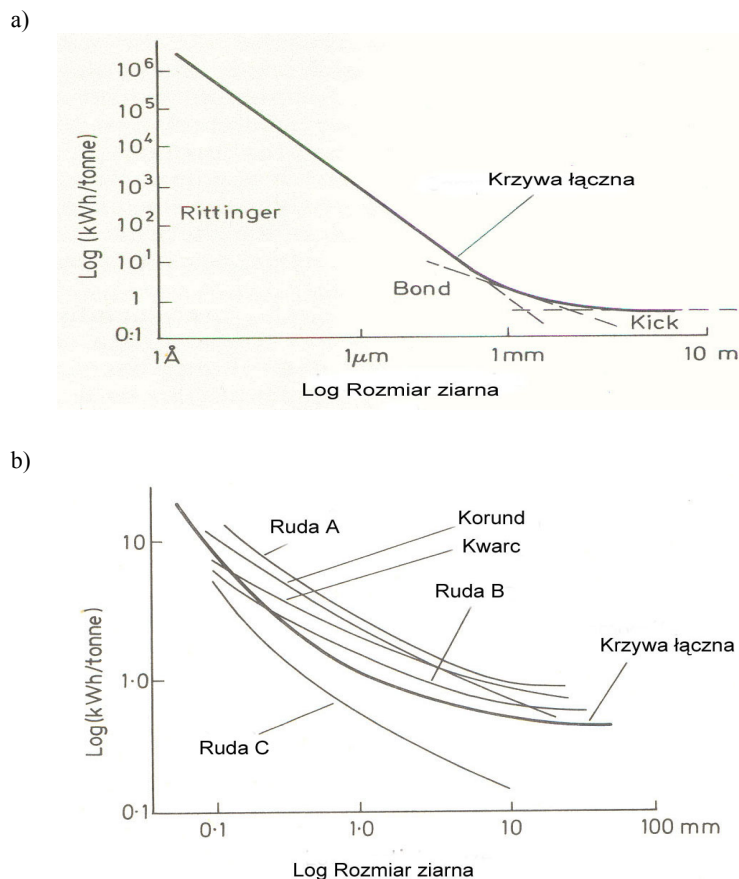 a)
10⁶
10⁵
10⁴
10³
10²
10¹
1
0·1
Log (kWh/tonne)
Rittinger
Krzywa łączna
Bond
Kick
1Å
1µm
1mm
10 m
Log Rozmiar ziarna
b)
10
1·0
0·1
Log(kWh/tonne)
Ruda A
Korund
Kwarc
Ruda B
Krzywa łączna
Ruda C
0·1
1·0
10
100 mm
Log Rozmiar ziarna